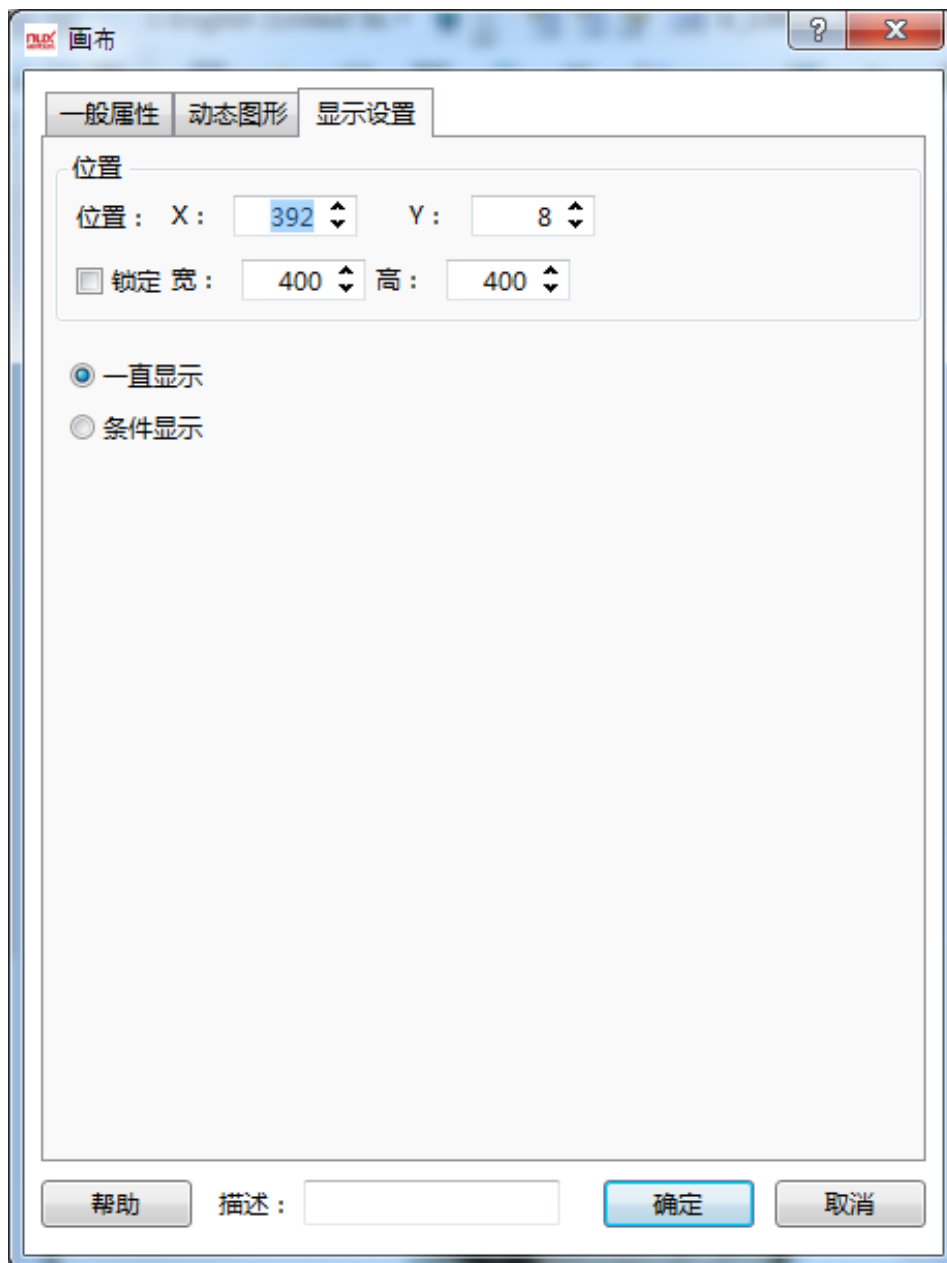 画布
一般属性 动态图形 显示设置
位置
位置： X： 392 Y： 8
锁定 宽： 400 高： 400
一直显示
条件显示
帮助 描述： 确定 取消